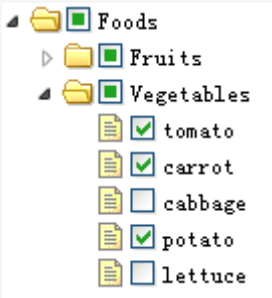 Foods
Fruits
Vegetables
tomato
carrot
cabbage
potato
lettuce